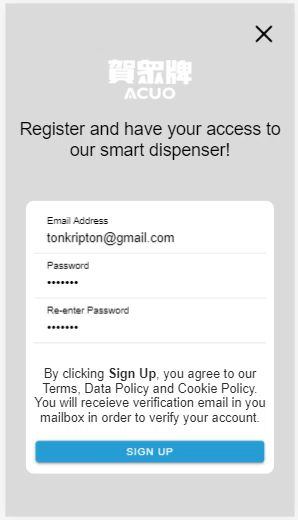 賀眾牌
ACUO
Register and have your access to
our smart dispenser!
Email Address
tonkripton@gmail.com
Password
•••••••
Re-enter Password
•••••••
By clicking Sign Up, you agree to our
Terms, Data Policy and Cookie Policy.
You will receieve verification email in you
mailbox in order to verify your account.
SIGN UP